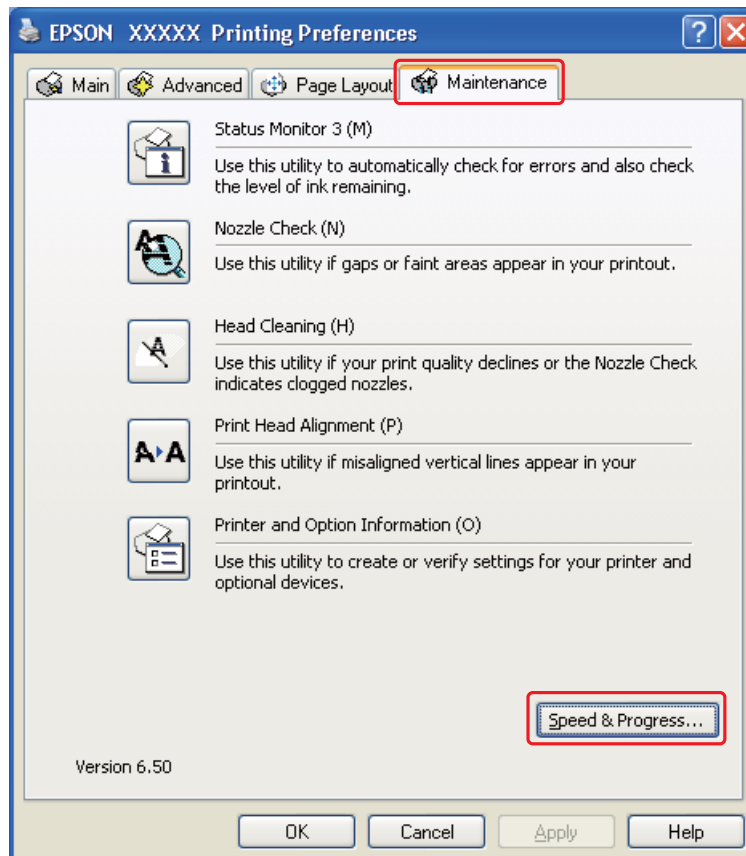 EPSON XXXXX Printing Preferences
Main
Advanced
Page Layout
Maintenance
Status Monitor 3 (M)
Use this utility to automatically check for errors and also check
the level of ink remaining.
Nozzle Check (N)
Use this utility if gaps or faint areas appear in your printout.
Head Cleaning (H)
Use this utility if your print quality declines or the Nozzle Check
indicates clogged nozzles.
Print Head Alignment (P)
A A
Use this utility if misaligned vertical lines appear in your
printout.
Printer and Option Information (O)
Use this utility to create or verify settings for your printer and
optional devices.
Speed & Progress...
Version 6.50
OK
Cancel
Apply
Help